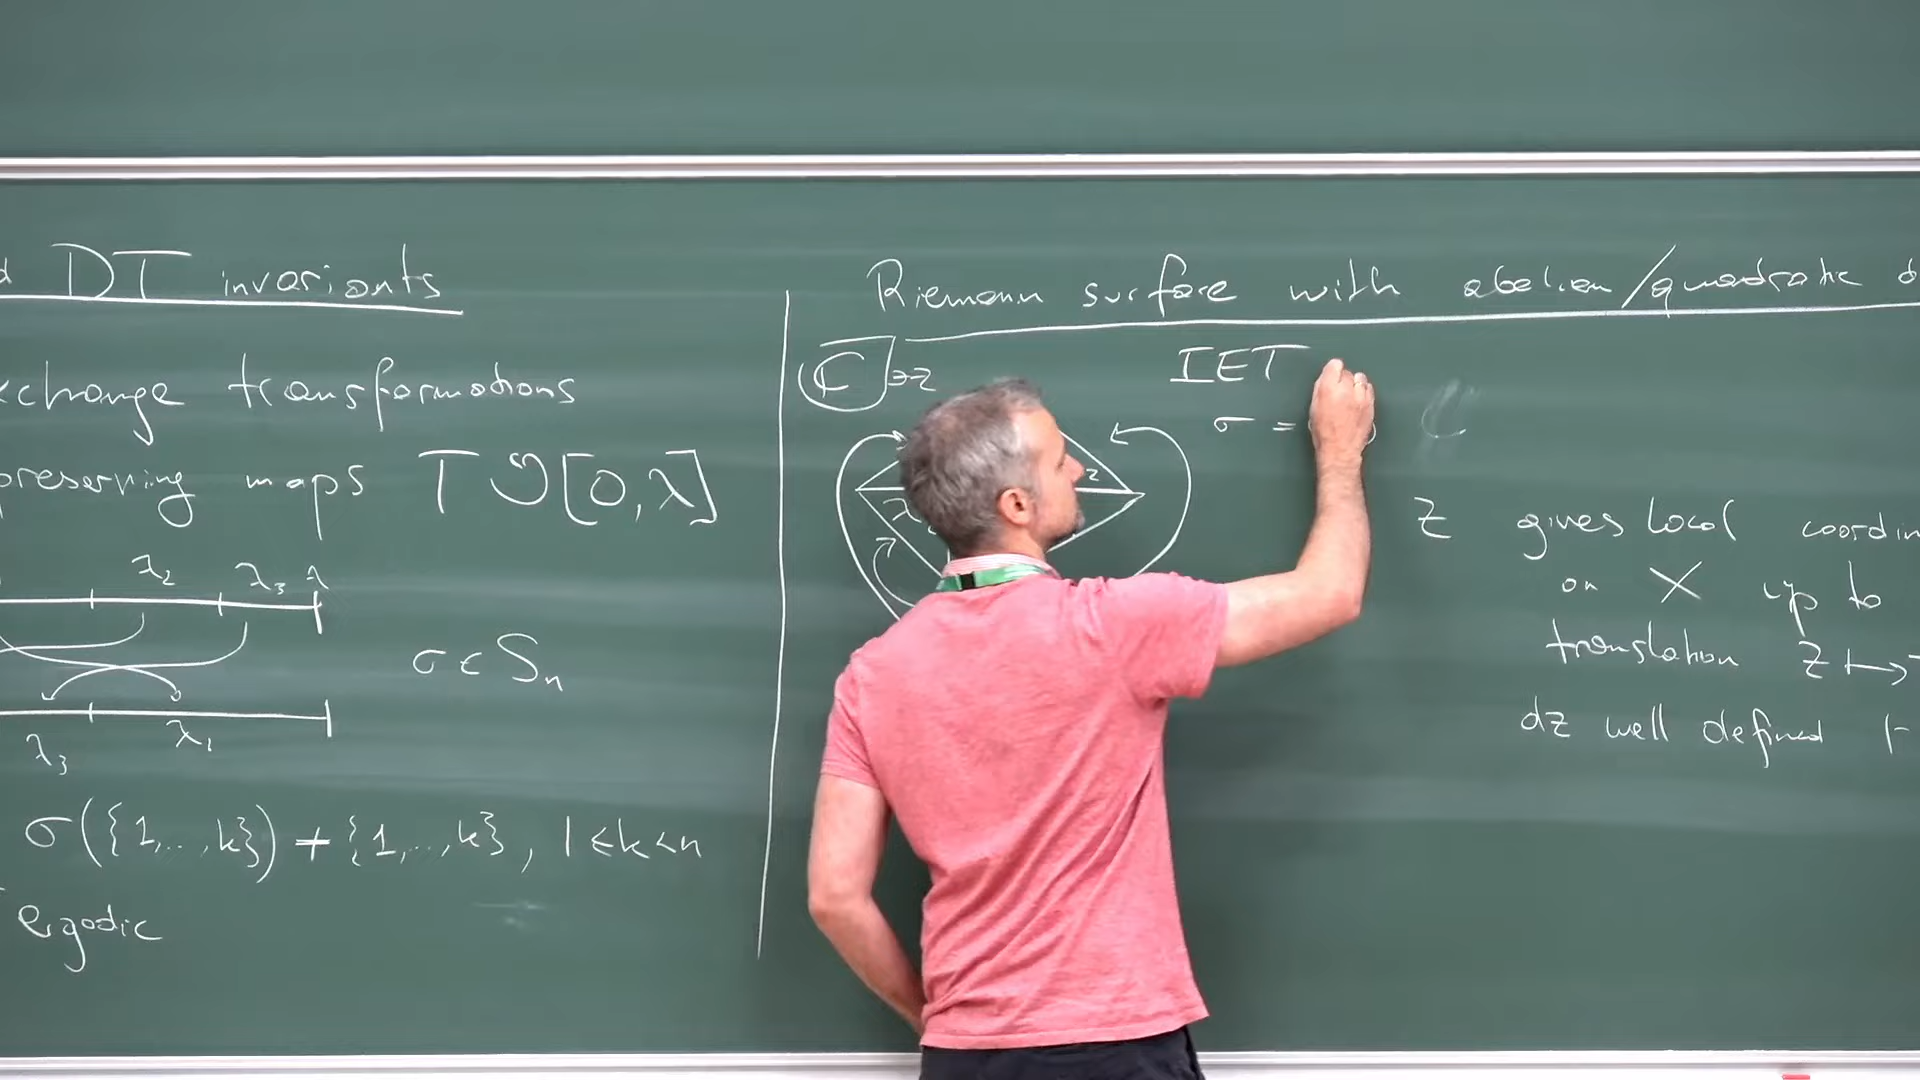 DT invariants
change transformations
preserving maps T ↻ [0, λ]
λ₂ λ₃ λ
σ ∈ Sₙ
λ₃ λ₁
σ({1,..,k}) ≠ {1,..,k}, 1≤k<n
ergodic
Riemann surface with abelian/quadratic d
ℂ ∋ z
IET
σ =
z gives local coordin
on X up to
translation z ↦
dz well defined